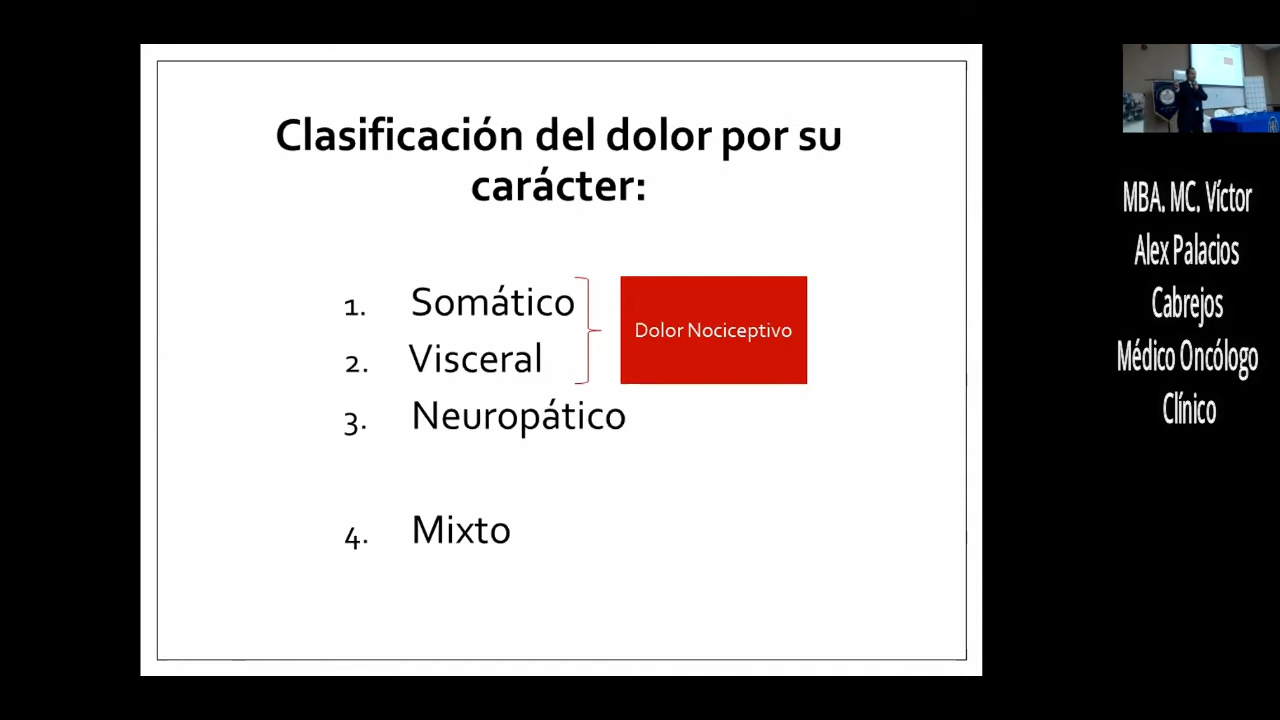 Clasificación del dolor por su
carácter:
1. Somático
2. Visceral
Dolor Nociceptivo
3. Neuropático
4. Mixto
MBA. MC. Víctor
Alex Palacios
Cabrejos
Médico Oncólogo
Clínico